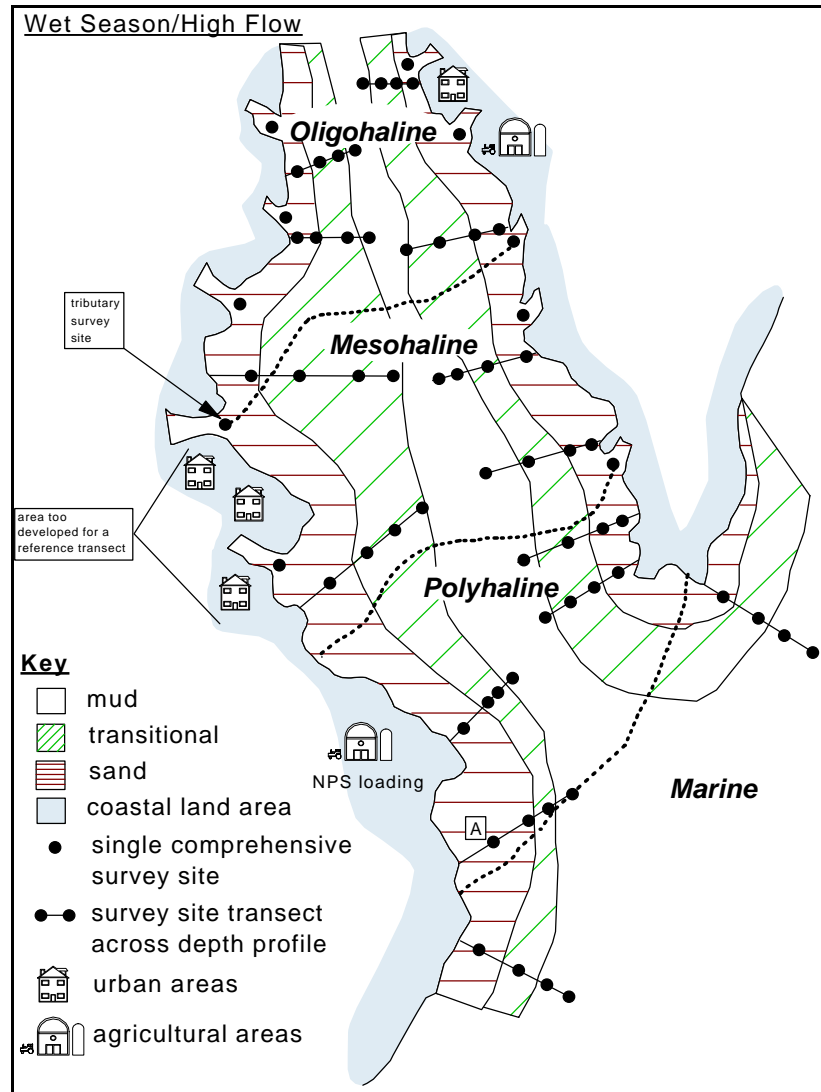 Wet Season/High Flow
Oligohaline
tributary
survey
site
Mesohaline
area too
developed for a
reference transect
Polyhaline
Key
mud
transitional
sand
coastal land area
single comprehensive
survey site
survey site transect
across depth profile
urban areas
agricultural areas
NPS loading
A
Marine